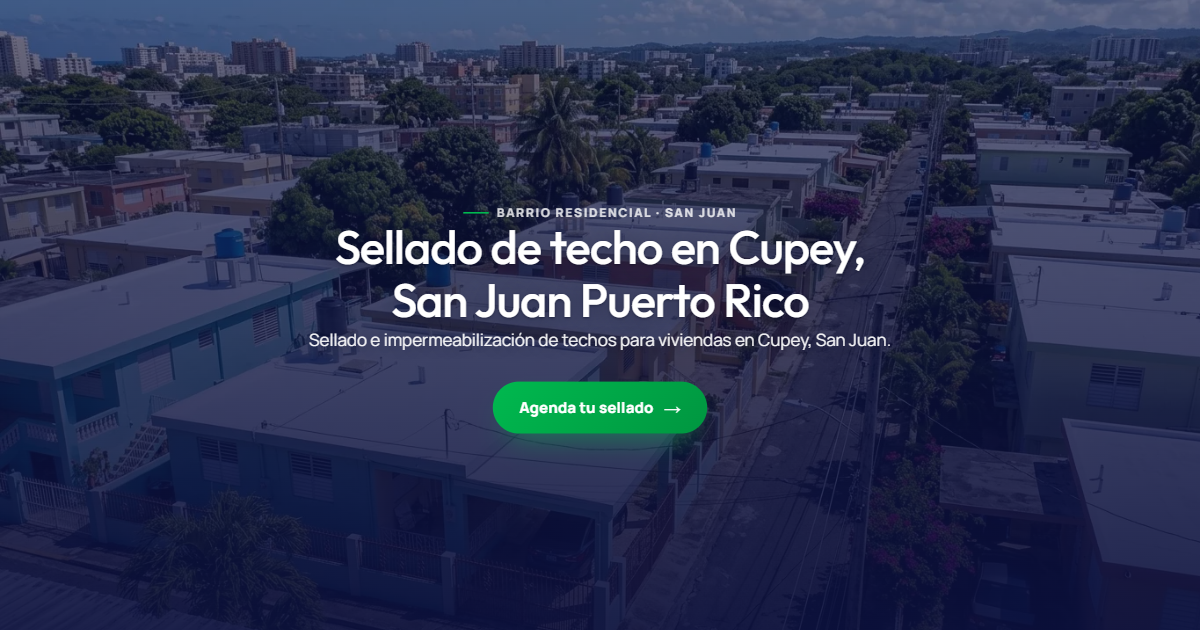 BARRIO RESIDENCIAL · SAN JUAN
Sellado de techo en Cupey,
San Juan Puerto Rico
Sellado e impermeabilización de techos para viviendas en Cupey, San Juan.
Agenda tu sellado →